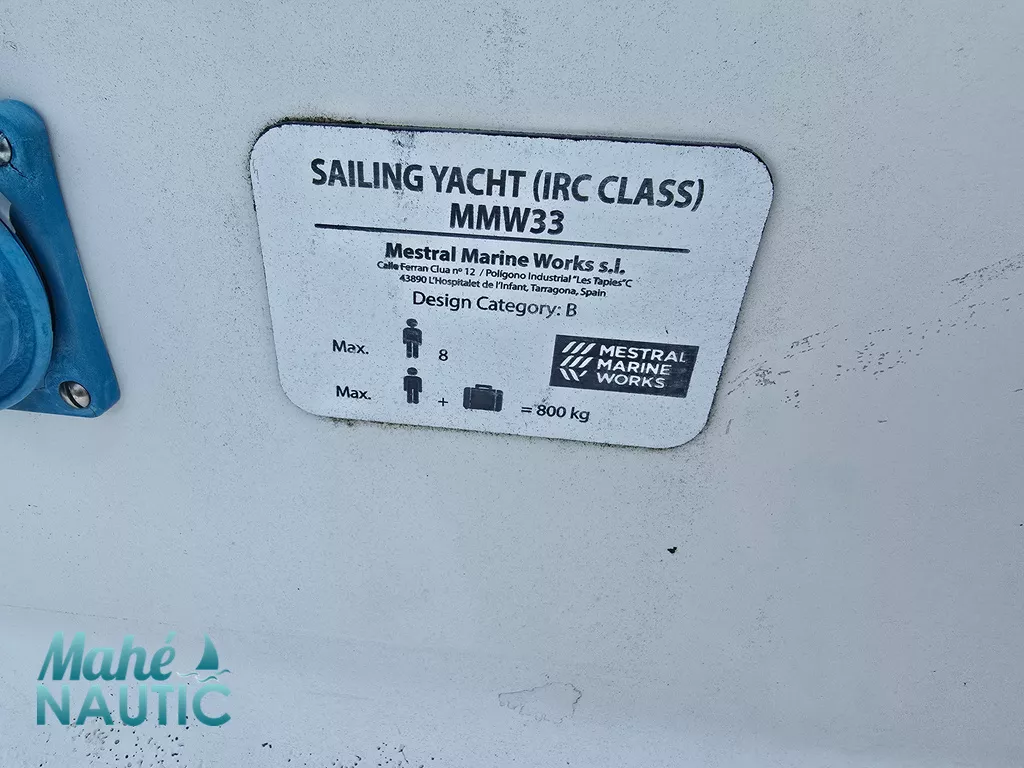 SAILING YACHT (IRC CLASS)
MMW33
Mestral Marine Works s.l.
Calle Ferran Clua nº 12 / Poligono Industrial "Les Tapies"C
43890 L'Hospitalet de l'Infant, Tarragona, Spain
Design Category: B
Max. 8
MESTRAL
MARINE
WORKS
Max. + = 800 kg
Mahé
NAUTIC